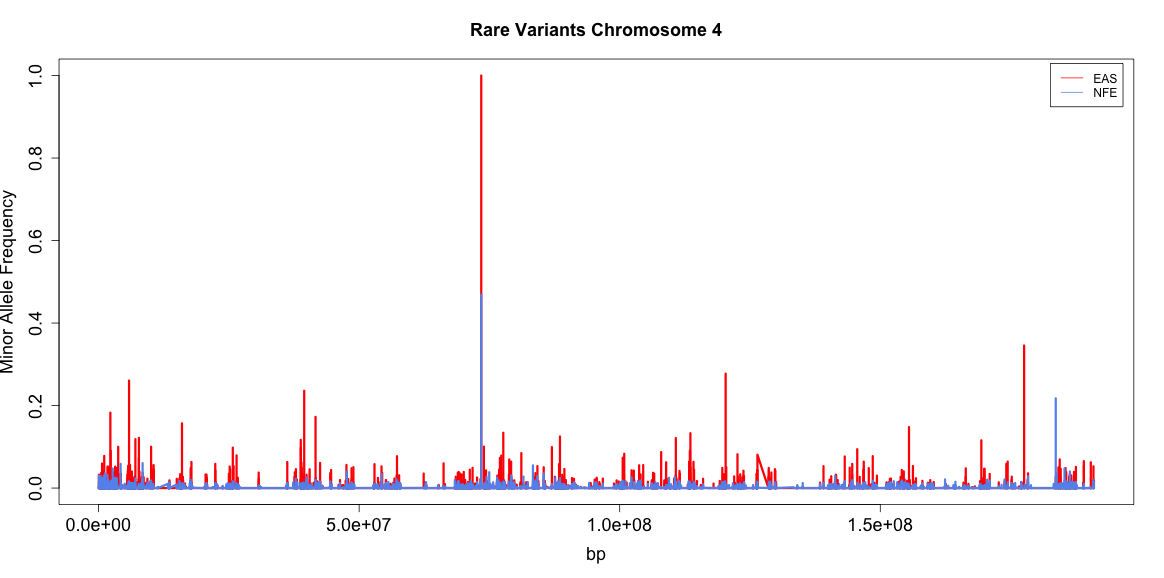 Rare Variants Chromosome 4
EAS
NFE
Minor Allele Frequency
1.0
0.8
0.6
0.4
0.2
0.0
0.0e+00
5.0e+07
1.0e+08
1.5e+08
bp